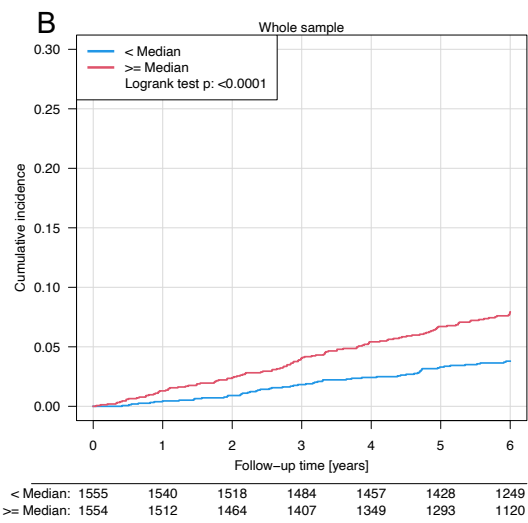 B
Whole sample
< Median
>= Median
Logrank test p: <0.0001
0.30
0.25
0.20
0.15
0.10
0.05
0.00
Cumulative incidence
0 1 2 3 4 5 6
Follow−up time [years]
< Median: 1555 1540 1518 1484 1457 1428 1249
>= Median: 1554 1512 1464 1407 1349 1293 1120